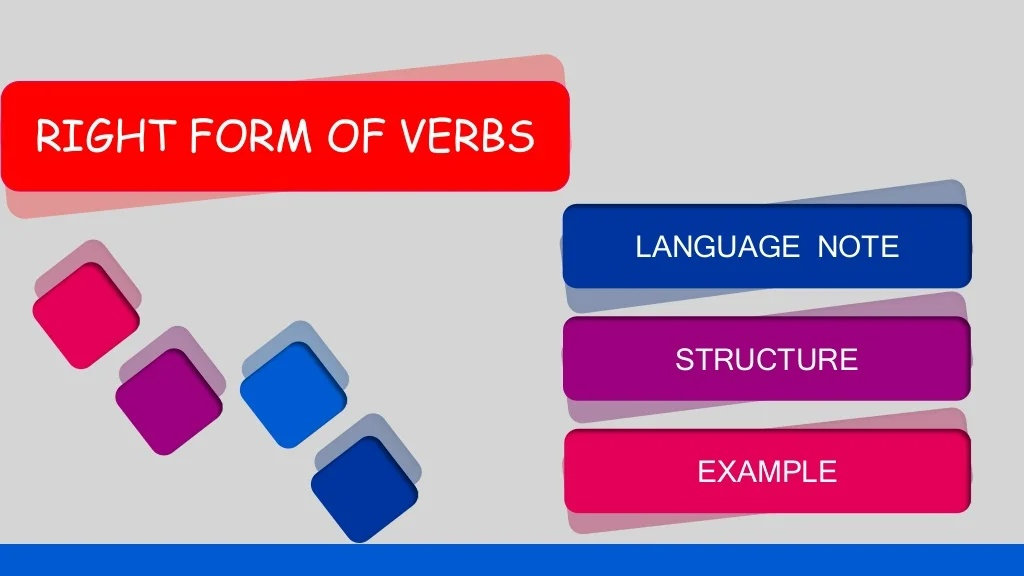 RIGHT FORM OF VERBS
LANGUAGE NOTE
STRUCTURE
EXAMPLE